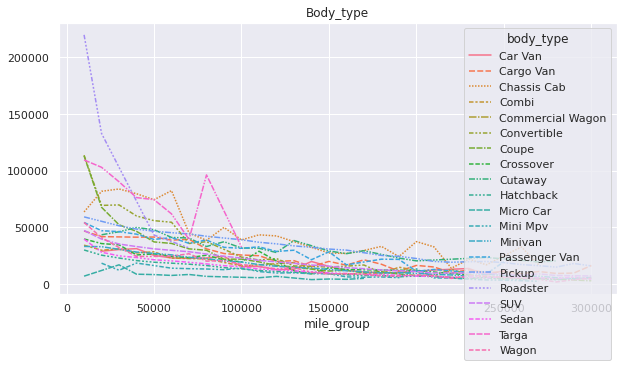 Body_type
200000
150000
100000
50000
0
0
50000
100000
150000
200000
250000
300000
mile_group
body_type
Car Van
Cargo Van
Chassis Cab
Combi
Commercial Wagon
Convertible
Coupe
Crossover
Cutaway
Hatchback
Micro Car
Mini Mpv
Minivan
Passenger Van
Pickup
Roadster
SUV
Sedan
Targa
Wagon